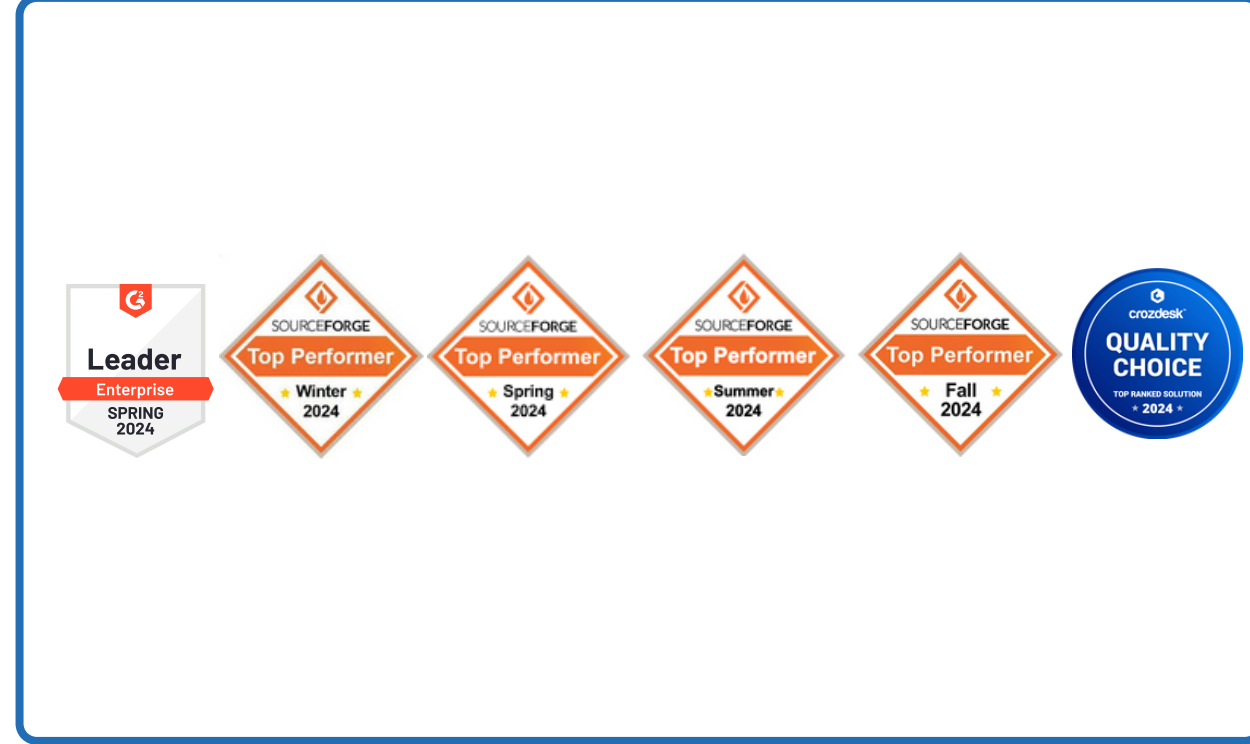 G2
Leader
Enterprise
SPRING
2024
SOURCEFORGE
Top Performer
Winter
2024
SOURCEFORGE
Top Performer
Spring
2024
SOURCEFORGE
Top Performer
Summer
2024
SOURCEFORGE
Top Performer
Fall
2024
crozdesk
QUALITY
CHOICE
TOP RANKED SOLUTION
2024